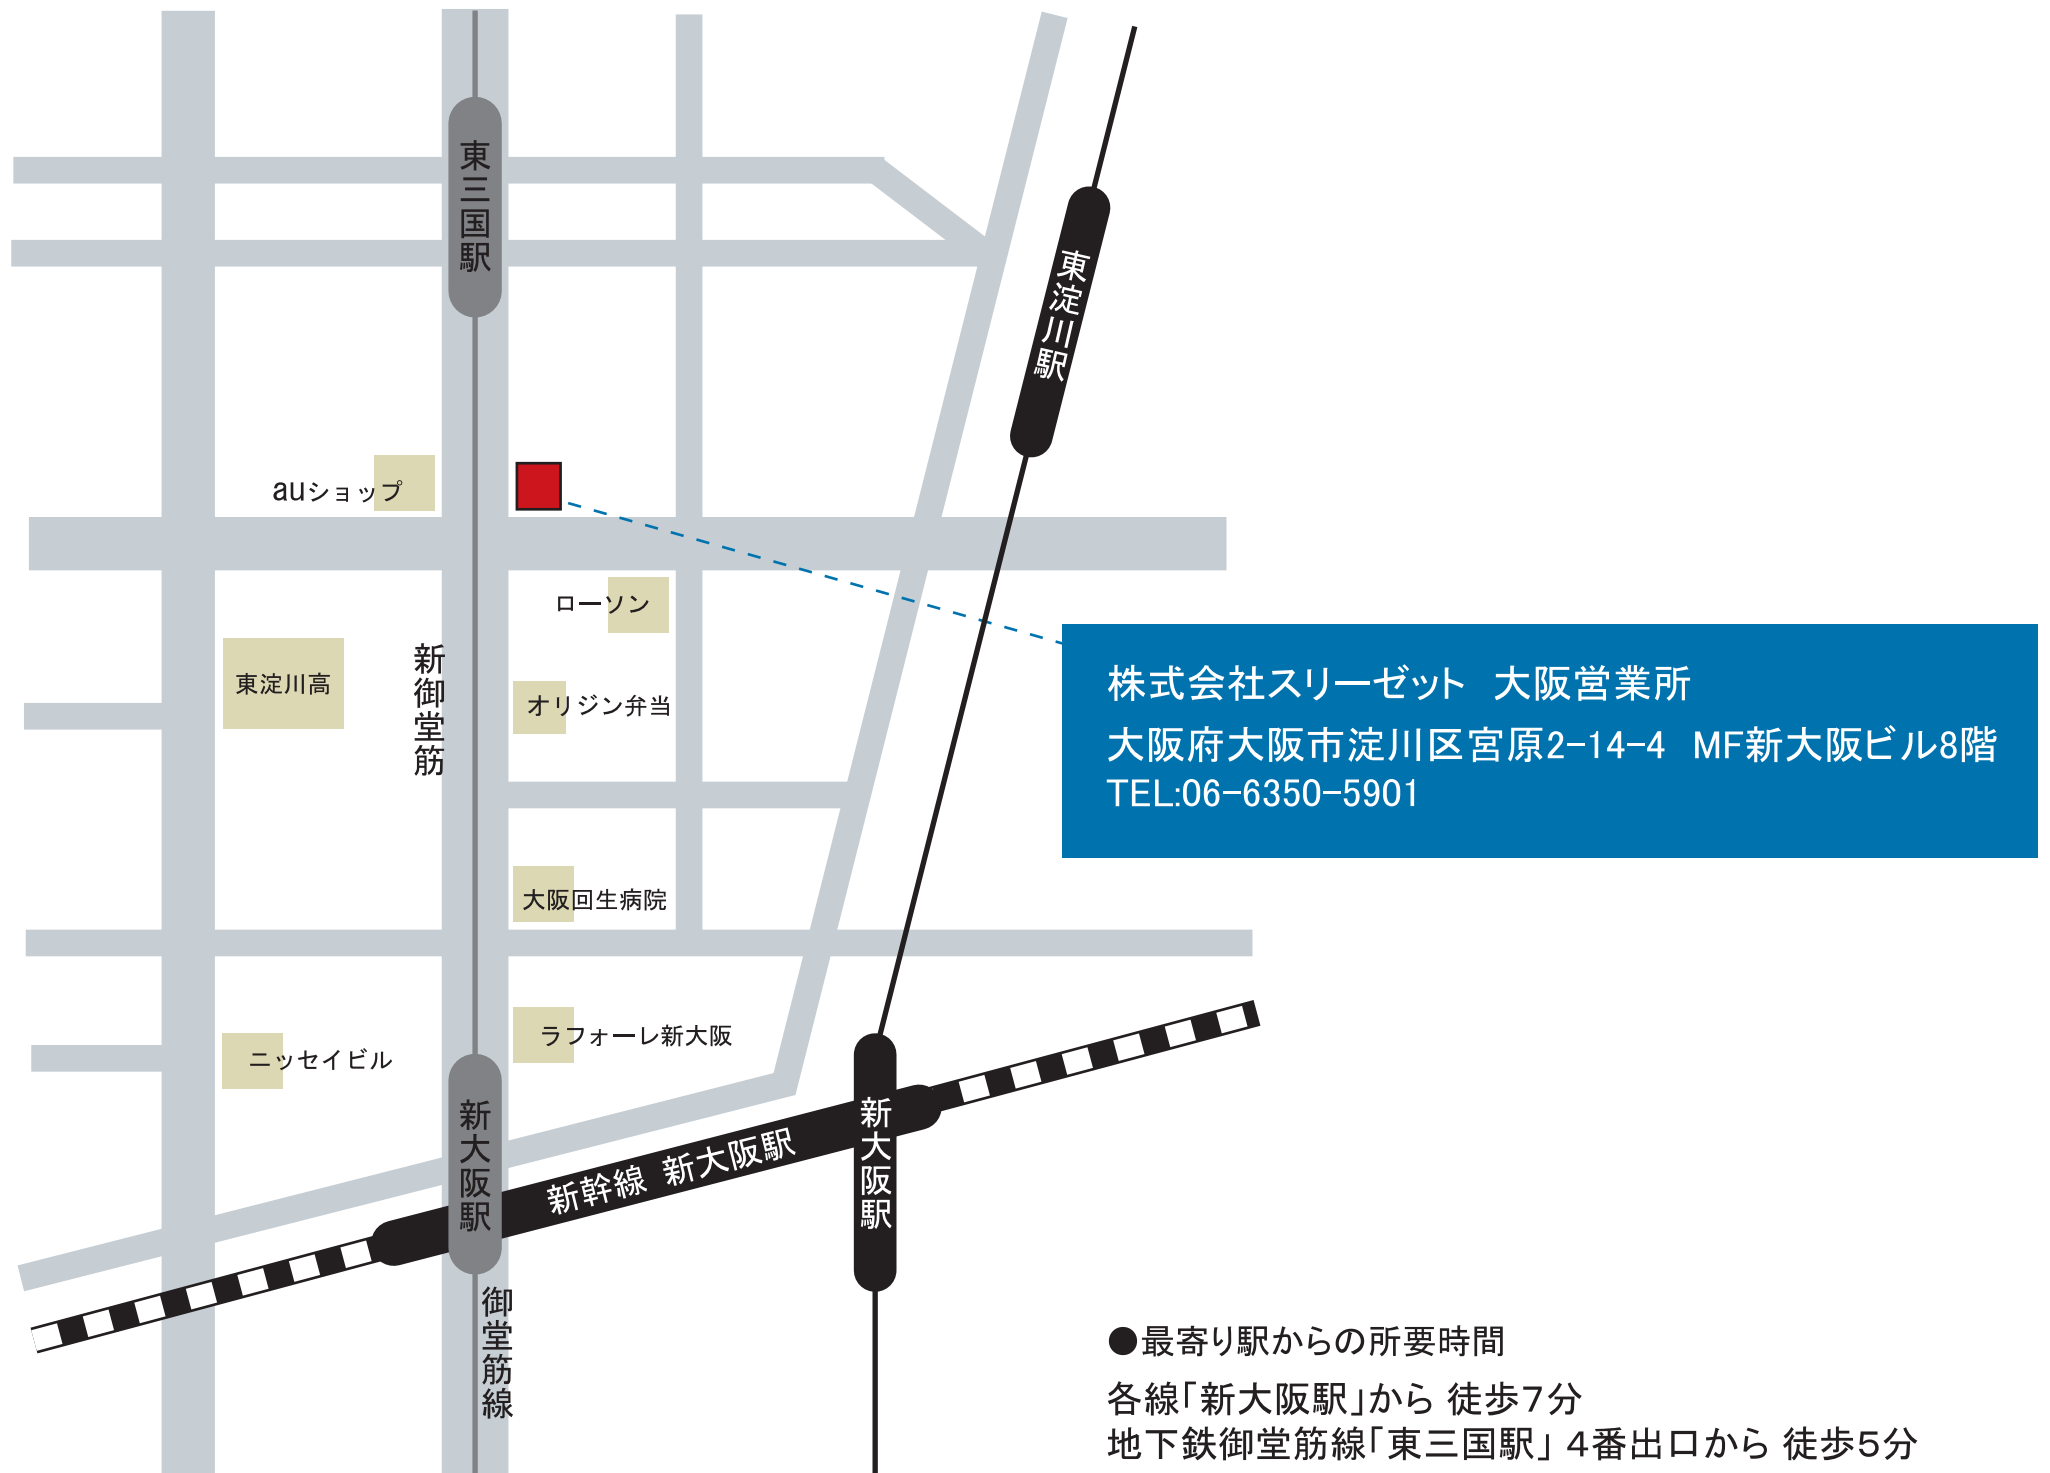 東三国駅
東淀川駅
auショップ
ローソン
新御堂筋
東淀川高
オリジン弁当
株式会社スリーゼット　大阪営業所
大阪府大阪市淀川区宮原2-14-4　MF新大阪ビル8階
TEL:06-6350-5901
大阪回生病院
ラフォーレ新大阪
ニッセイビル
新大阪駅
新幹線 新大阪駅
新大阪駅
御堂筋線
●最寄り駅からの所要時間
各線「新大阪駅」から 徒歩7分
地下鉄御堂筋線「東三国駅」 4番出口から 徒歩5分